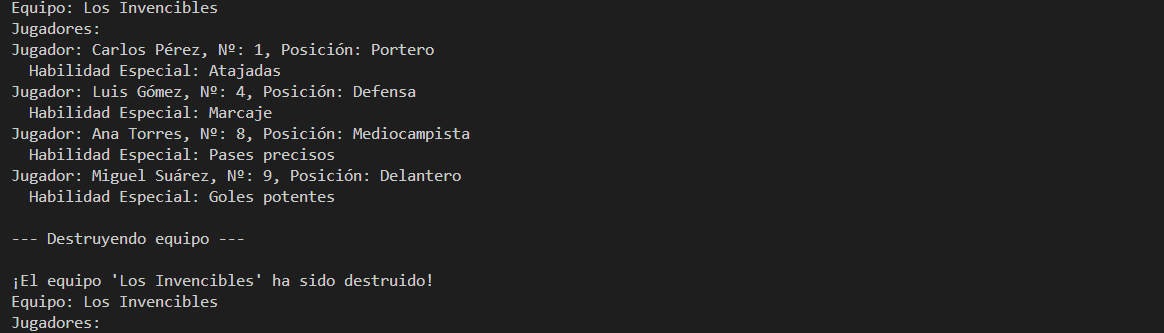 Equipo: Los Invencibles
Jugadores:
Jugador: Carlos Pérez, Nº: 1, Posición: Portero
  Habilidad Especial: Atajadas
Jugador: Luis Gómez, Nº: 4, Posición: Defensa
  Habilidad Especial: Marcaje
Jugador: Ana Torres, Nº: 8, Posición: Mediocampista
  Habilidad Especial: Pases precisos
Jugador: Miguel Suárez, Nº: 9, Posición: Delantero
  Habilidad Especial: Goles potentes

--- Destruyendo equipo ---

¡El equipo 'Los Invencibles' ha sido destruido!
Equipo: Los Invencibles
Jugadores: